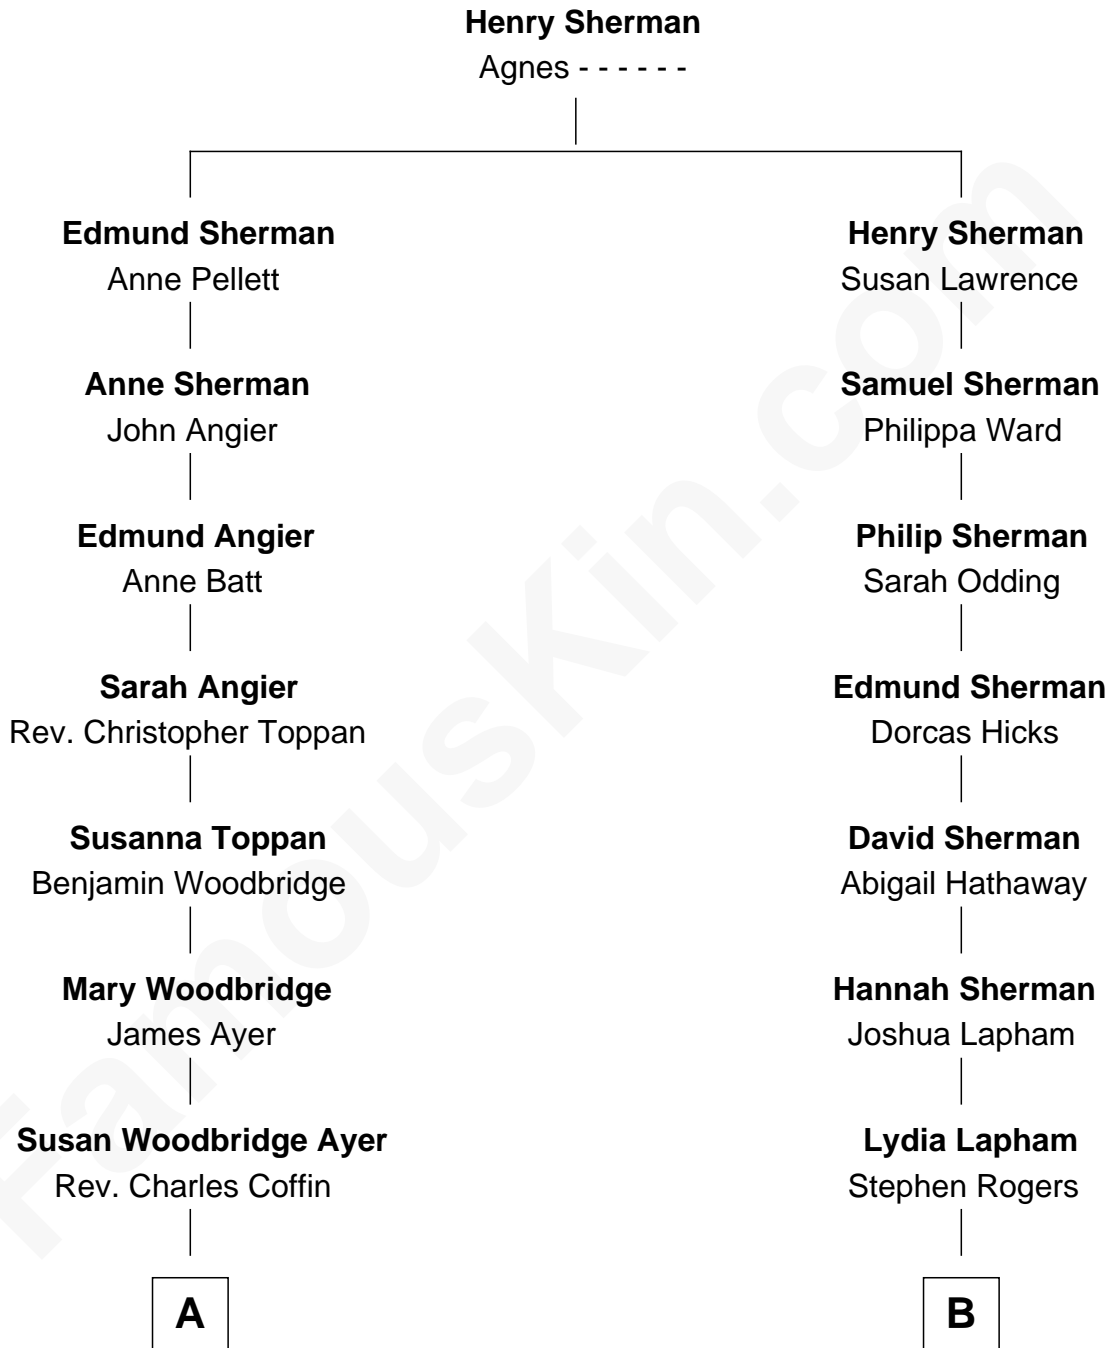 Henry Sherman
Agnes - - - - - -
Edmund Sherman
Anne Pellett
Henry Sherman
Susan Lawrence
Anne Sherman
John Angier
Samuel Sherman
Philippa Ward
Edmund Angier
Anne Batt
Philip Sherman
Sarah Odding
Sarah Angier
Rev. Christopher Toppan
Edmund Sherman
Dorcas Hicks
Susanna Toppan
Benjamin Woodbridge
David Sherman
Abigail Hathaway
Mary Woodbridge
James Ayer
Hannah Sherman
Joshua Lapham
Susan Woodbridge Ayer
Rev. Charles Coffin
Lydia Lapham
Stephen Rogers
A
B
FamousKin.com